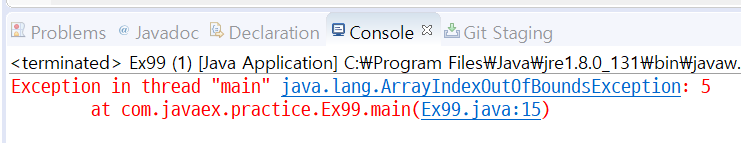 Problems @ Javadoc Declaration Console Git Staging
<terminated> Ex99 (1) [Java Application] C:₩Program Files₩Java₩jre1.8.0_131₩bin₩javaw.
Exception in thread "main" java.lang.ArrayIndexOutOfBoundsException: 5
at com.javaex.practice.Ex99.main(Ex99.java:15)